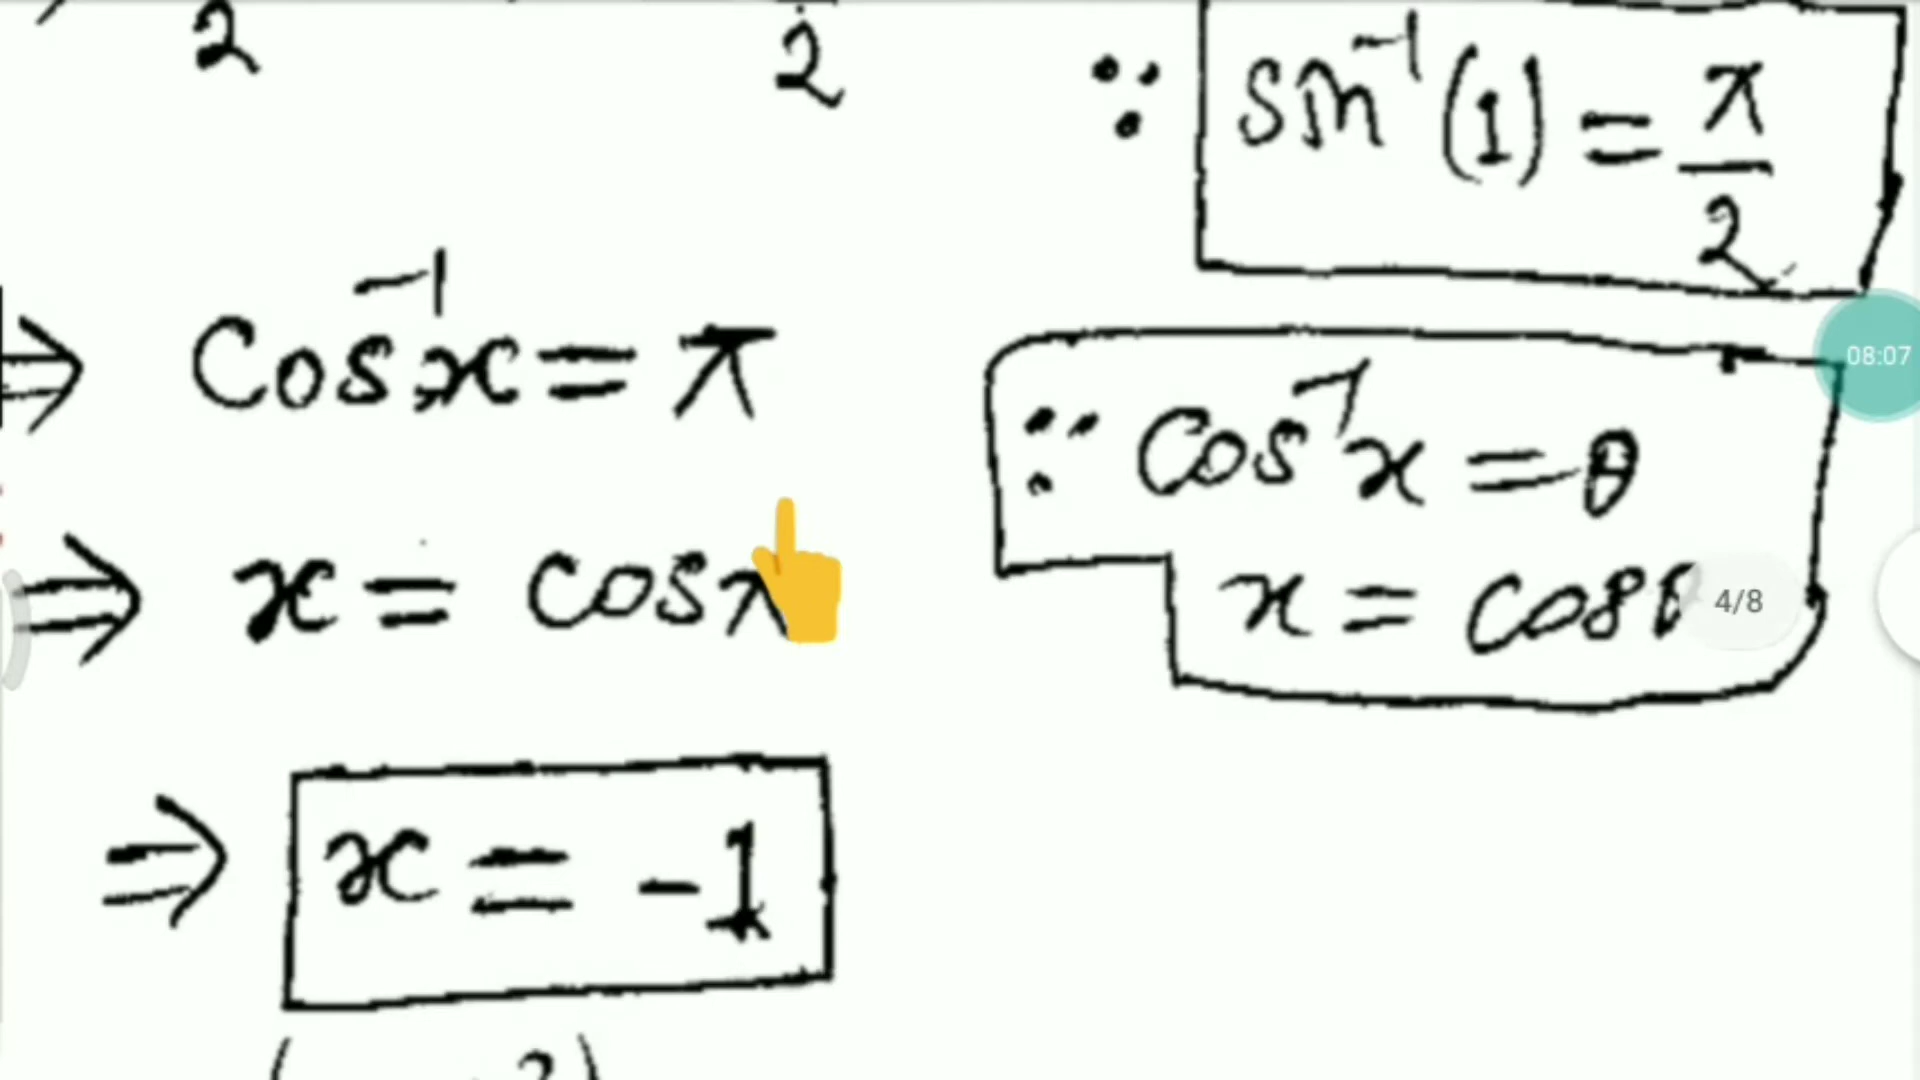 2 2
∵ sin⁻¹(1) = π/2
⇒ Cos⁻¹x = π
∵ Cos⁻¹x = θ
⇒ x = cosπ
x = cosθ
⇒ x = -1
08:07
4/8